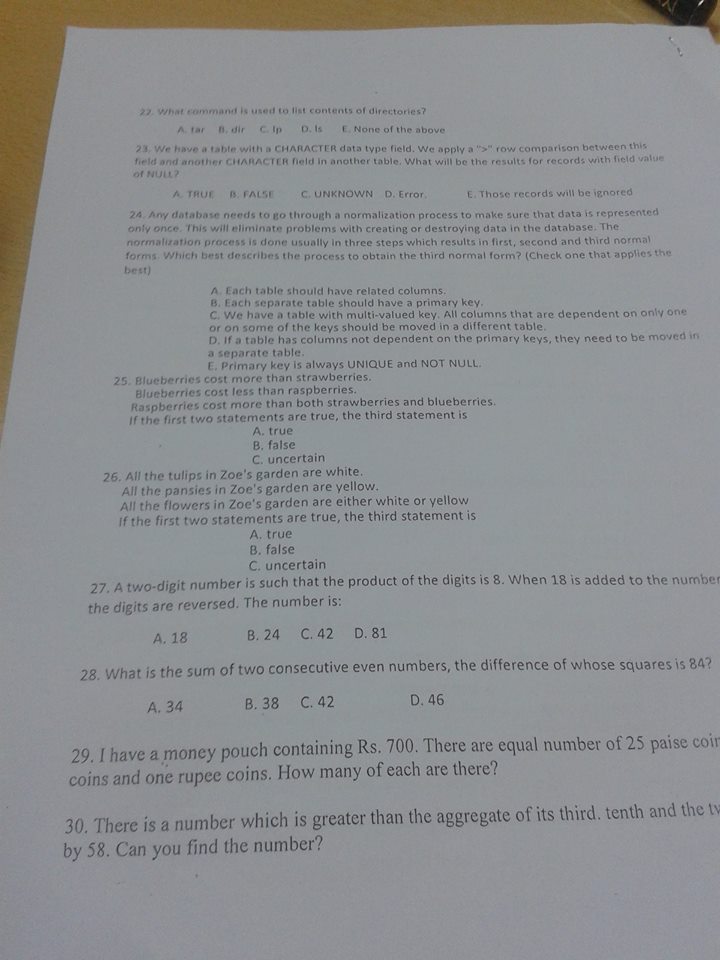 22. What command is used to list contents of directories?
A. tar B. dir C. lp D. ls E. None of the above
23. We have a table with a CHARACTER data type field. We apply a ">" row comparison between this
field and another CHARACTER field in another table. What will be the results for records with field value
of NULL?
A. TRUE B. FALSE C. UNKNOWN D. Error. E. Those records will be ignored
24. Any database needs to go through a normalization process to make sure that data is represented
only once. This will eliminate problems with creating or destroying data in the database. The
normalization process is done usually in three steps which results in first, second and third normal
forms. Which best describes the process to obtain the third normal form? (Check one that applies the
best)
A. Each table should have related columns.
B. Each separate table should have a primary key.
C. We have a table with multi-valued key. All columns that are dependent on only one
or on some of the keys should be moved in a different table.
D. If a table has columns not dependent on the primary keys, they need to be moved in
a separate table.
E. Primary key is always UNIQUE and NOT NULL.
25. Blueberries cost more than strawberries.
Blueberries cost less than raspberries.
Raspberries cost more than both strawberries and blueberries.
If the first two statements are true, the third statement is
A. true
B. false
C. uncertain
26. All the tulips in Zoe's garden are white.
All the pansies in Zoe's garden are yellow.
All the flowers in Zoe's garden are either white or yellow
If the first two statements are true, the third statement is
A. true
B. false
C. uncertain
27. A two-digit number is such that the product of the digits is 8. When 18 is added to the number
the digits are reversed. The number is:
A. 18 B. 24 C. 42 D. 81
28. What is the sum of two consecutive even numbers, the difference of whose squares is 84?
A. 34 B. 38 C. 42 D. 46
29. I have a money pouch containing Rs. 700. There are equal number of 25 paise
coins and one rupee coins. How many of each are there?
30. There is a number which is greater than the aggregate of its third. tenth and the
by 58. Can you find the number?